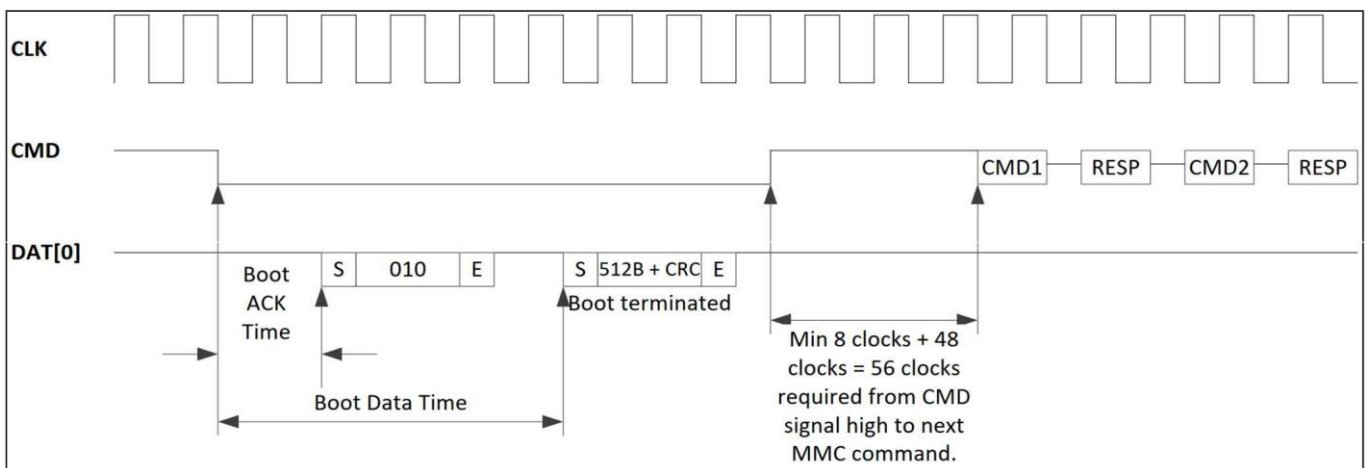 CLK
CMD
CMD1 RESP CMD2 RESP
DAT[0]
S 010 E S 512B + CRC E
Boot
ACK
Time
Boot terminated
Boot Data Time
Min 8 clocks + 48
clocks = 56 clocks
required from CMD
signal high to next
MMC command.